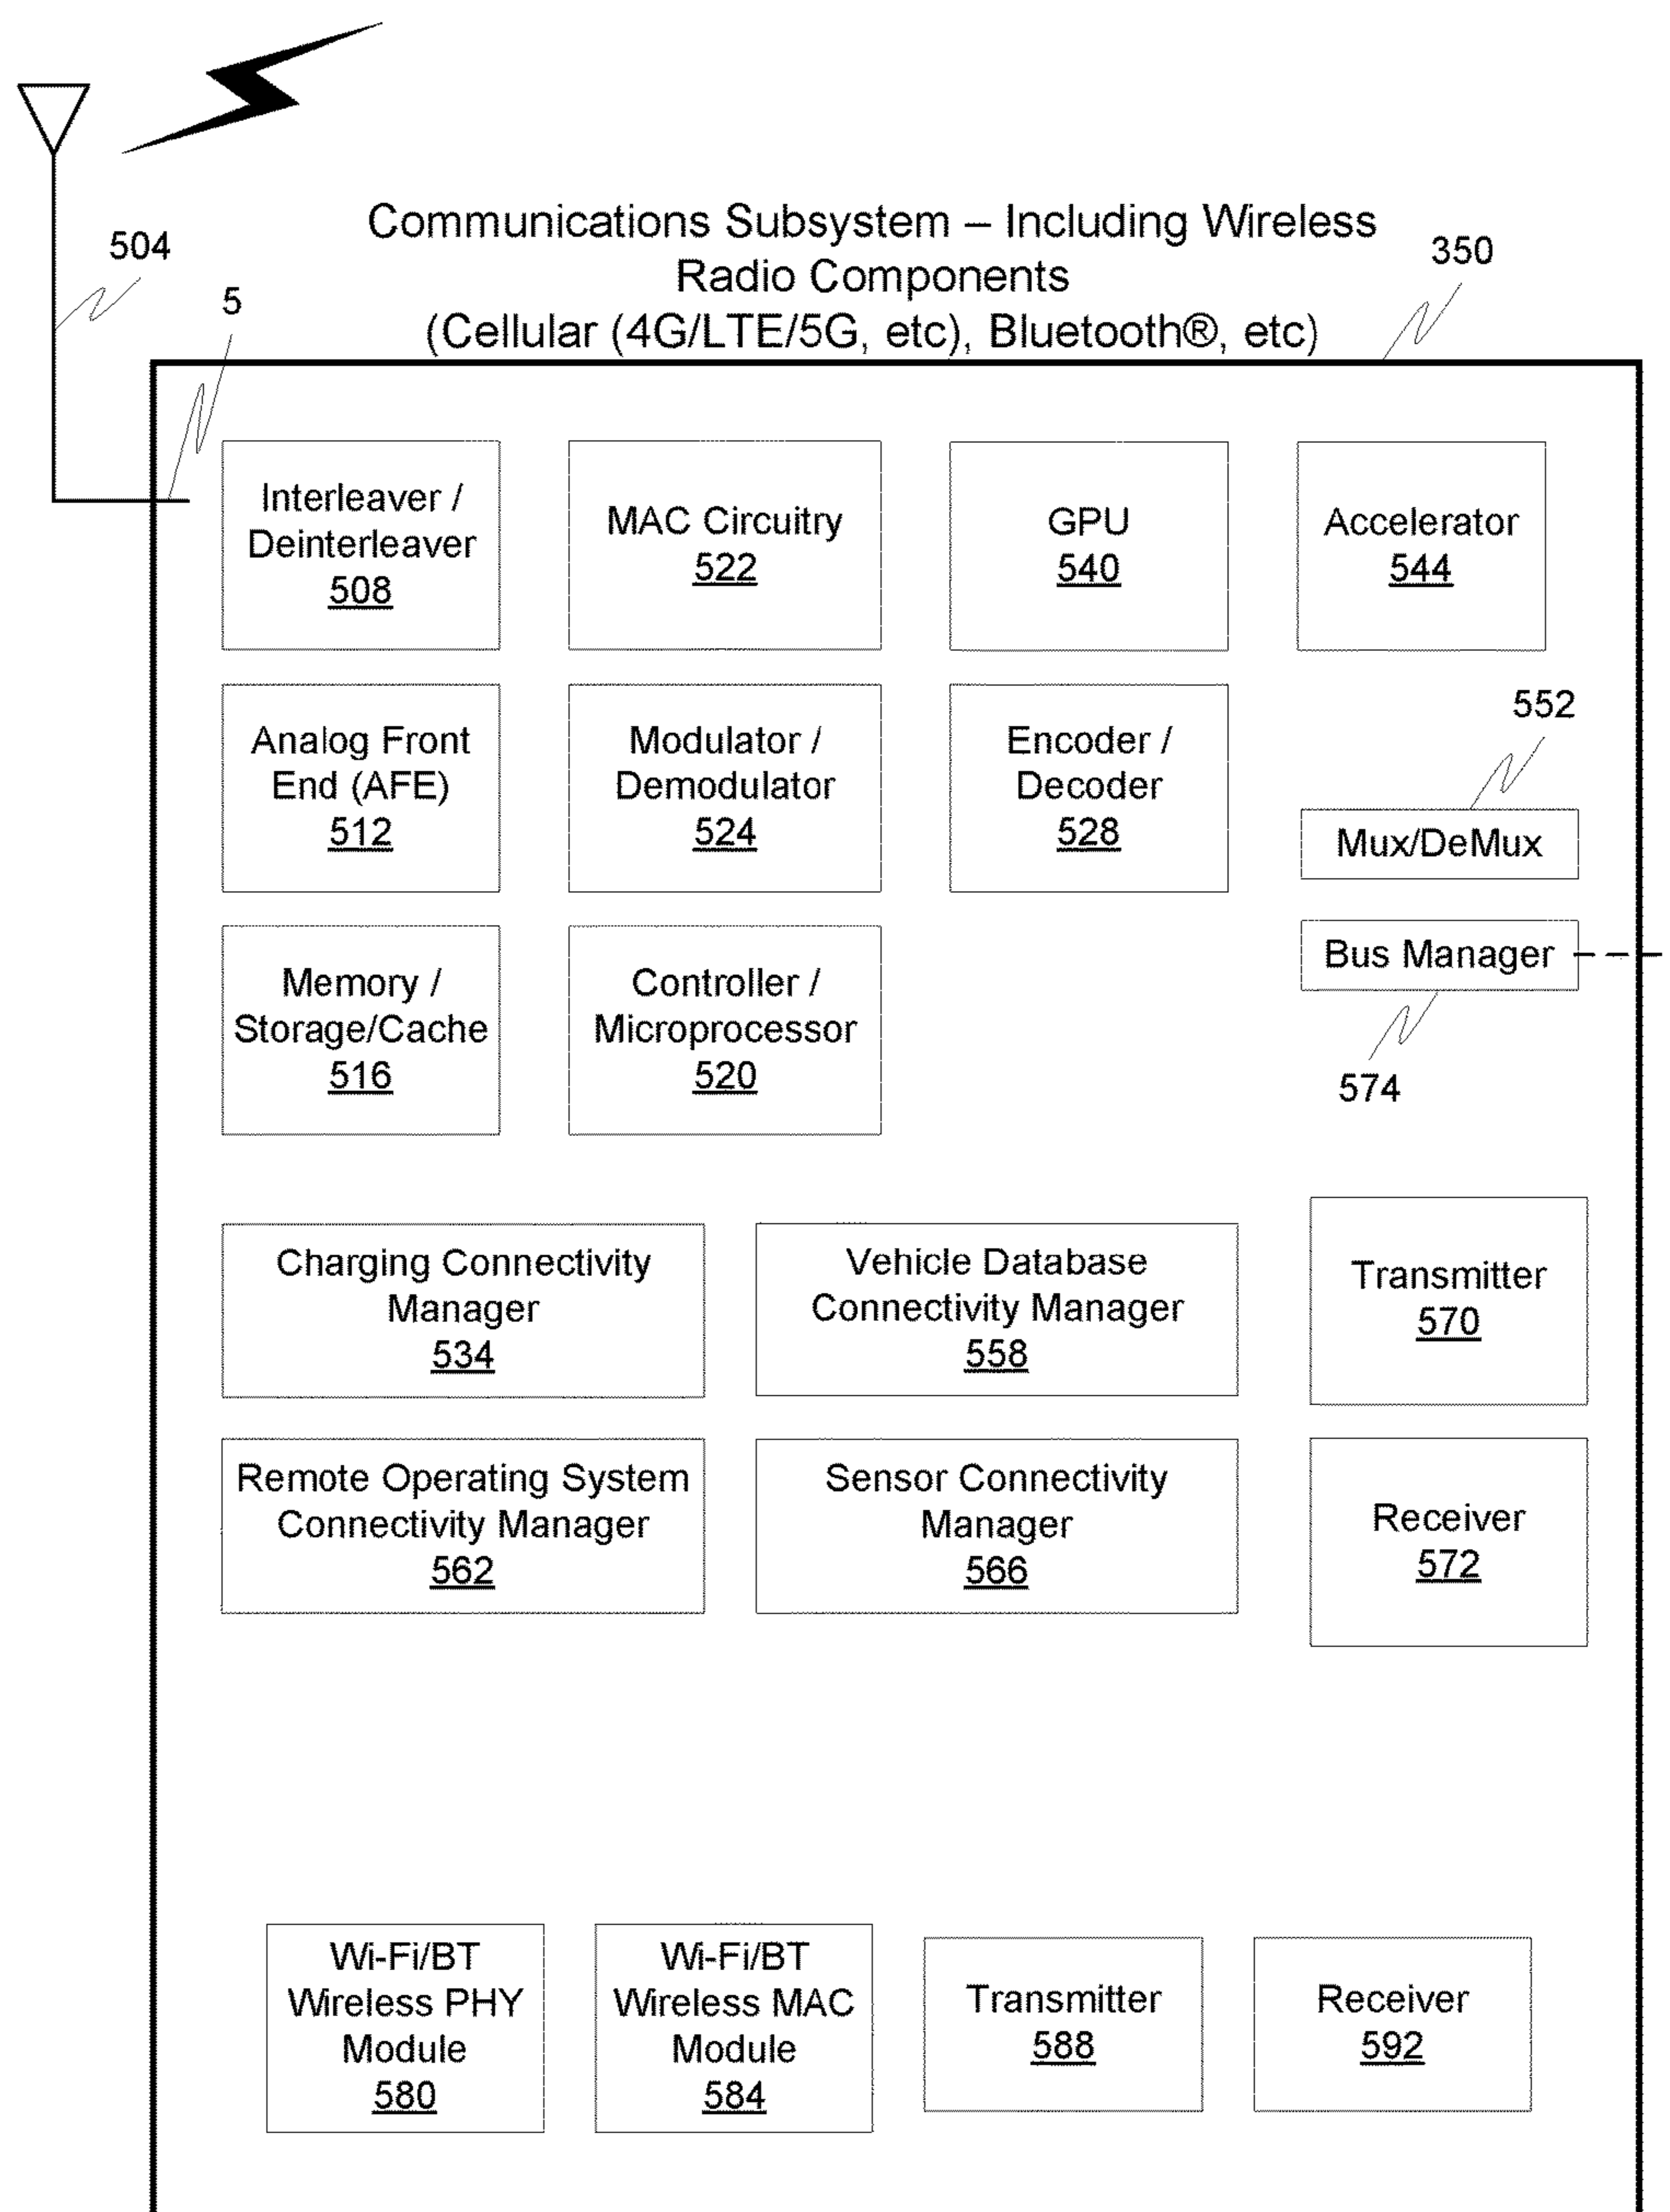 Communications Subsystem – Including Wireless
Radio Components
(Cellular (4G/LTE/5G, etc), Bluetooth®, etc)
504
5
350
Interleaver /
Deinterleaver
508
MAC Circuitry
522
GPU
540
Accelerator
544
Analog Front
End (AFE)
512
Modulator /
Demodulator
524
Encoder /
Decoder
528
552
Mux/DeMux
Bus Manager
574
Memory /
Storage/Cache
516
Controller /
Microprocessor
520
Charging Connectivity
Manager
534
Vehicle Database
Connectivity Manager
558
Transmitter
570
Remote Operating System
Connectivity Manager
562
Sensor Connectivity
Manager
566
Receiver
572
Wi-Fi/BT
Wireless PHY
Module
580
Wi-Fi/BT
Wireless MAC
Module
584
Transmitter
588
Receiver
592